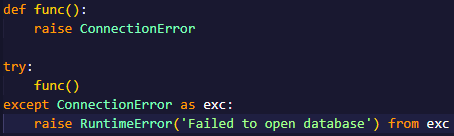 def func():
    raise ConnectionError

try:
    func()
except ConnectionError as exc:
    raise RuntimeError('Failed to open database') from exc